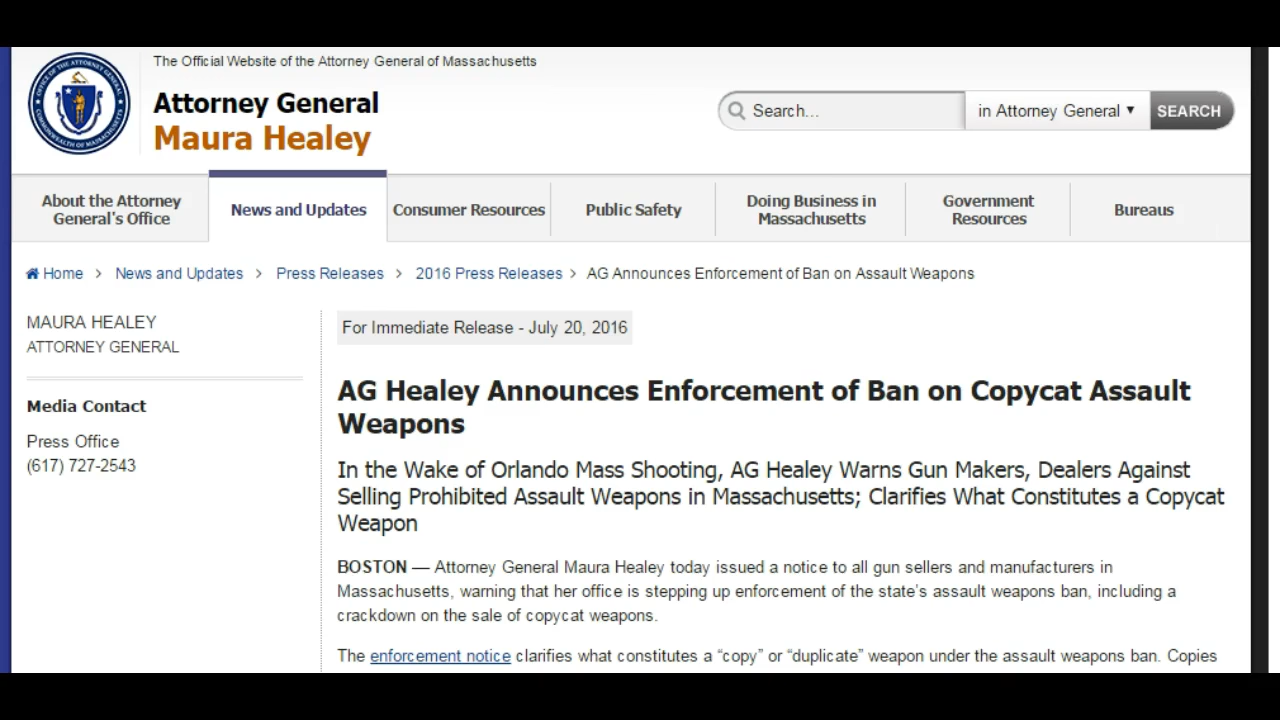 The Official Website of the Attorney General of Massachusetts
Attorney General
Maura Healey
Search...
in Attorney General ▼
SEARCH
About the Attorney
General's Office
News and Updates
Consumer Resources
Public Safety
Doing Business in
Massachusetts
Government
Resources
Bureaus
Home > News and Updates > Press Releases > 2016 Press Releases > AG Announces Enforcement of Ban on Assault Weapons
MAURA HEALEY
ATTORNEY GENERAL
Media Contact
Press Office
(617) 727-2543
For Immediate Release - July 20, 2016
AG Healey Announces Enforcement of Ban on Copycat Assault
Weapons
In the Wake of Orlando Mass Shooting, AG Healey Warns Gun Makers, Dealers Against
Selling Prohibited Assault Weapons in Massachusetts; Clarifies What Constitutes a Copycat
Weapon
BOSTON — Attorney General Maura Healey today issued a notice to all gun sellers and manufacturers in
Massachusetts, warning that her office is stepping up enforcement of the state’s assault weapons ban, including a
crackdown on the sale of copycat weapons.
The enforcement notice clarifies what constitutes a “copy” or “duplicate” weapon under the assault weapons ban. Copies